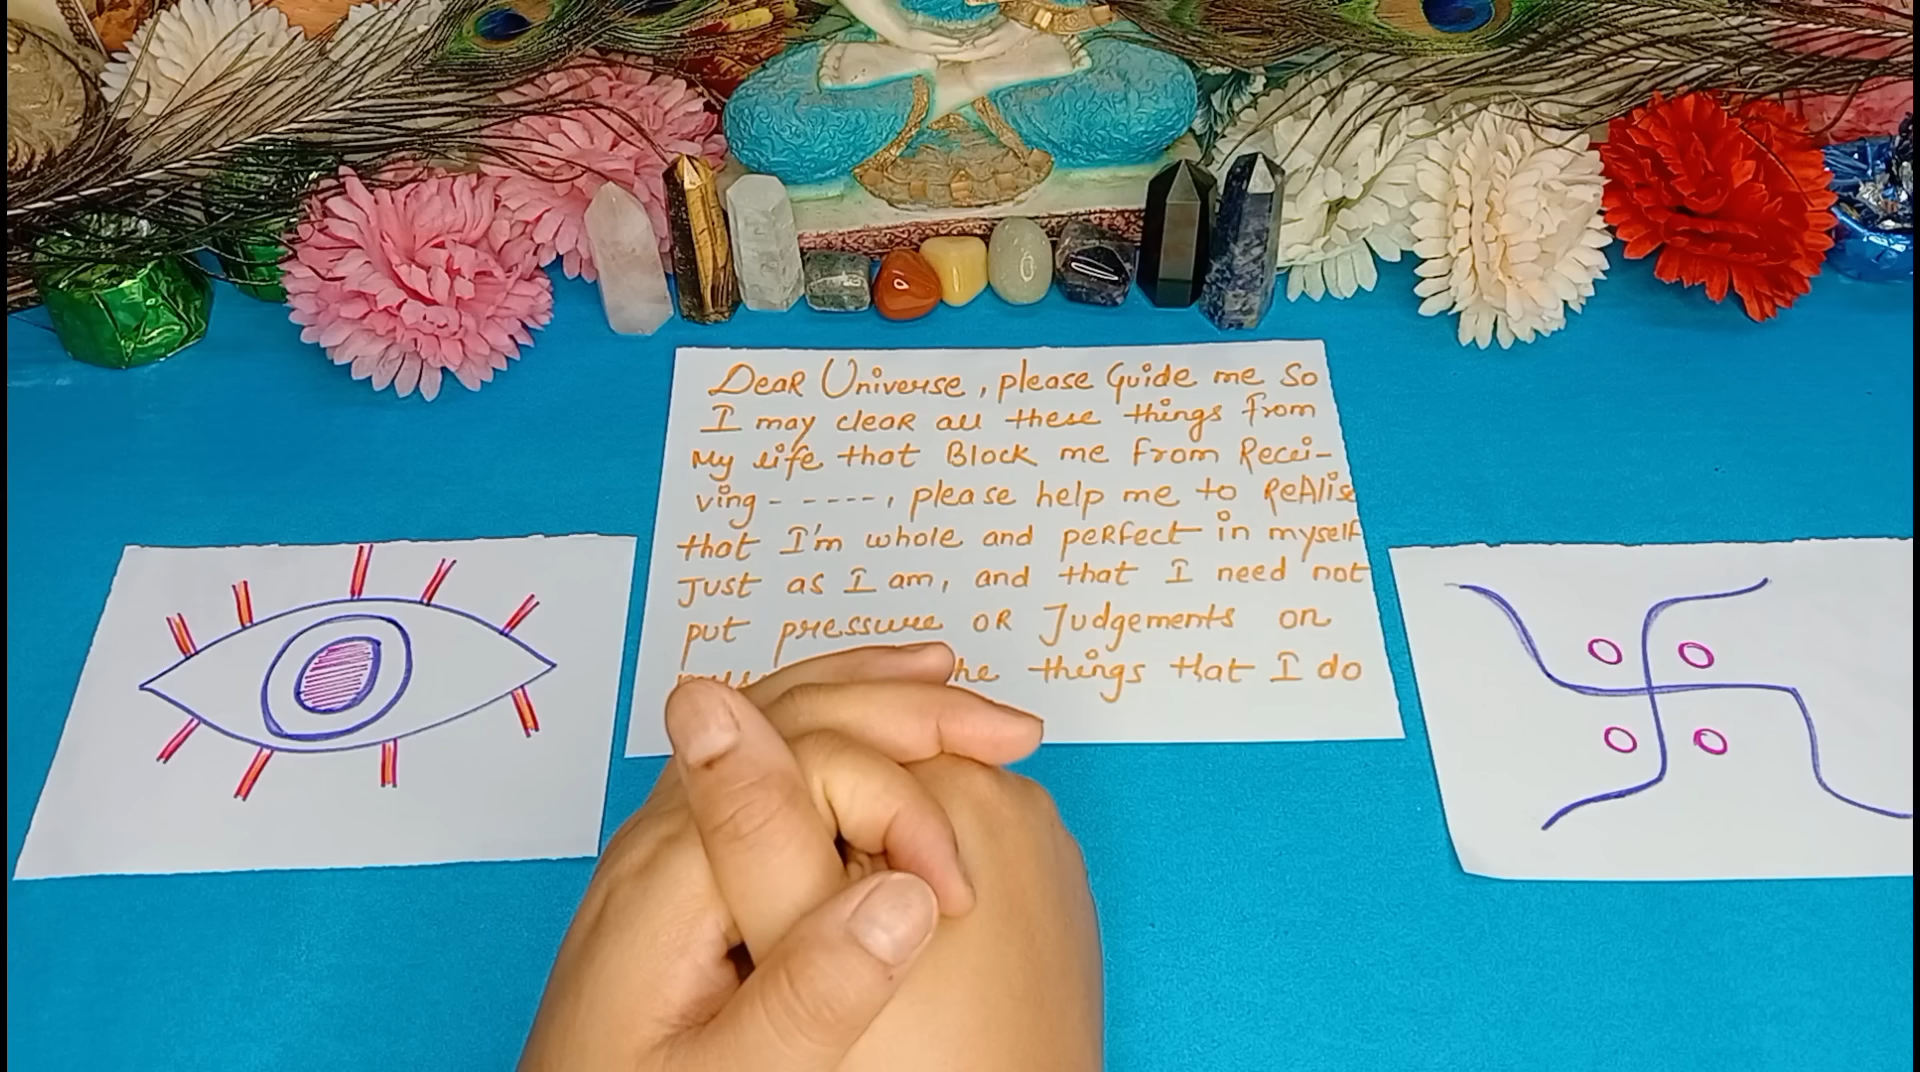 Dear Universe, please Guide me so
I may clear all these things from
My life that Block me from Recei-
ving - - - - - , please help me to ReAlise
that I'm whole and perfect in myself
Just as I am, and that I need not
put pressure OR Judgements on
the things that I do